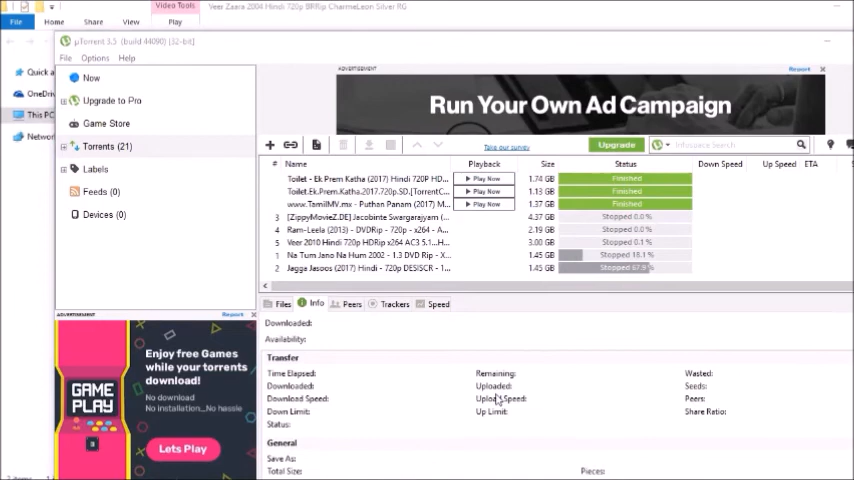 Video Tools
Veer Zaara 2004 Hindi 720p BRRip CharmeLeon Silver RG
File Home Share View Play
µTorrent 3.5 (build 44090) [32-bit]
File Options Help
Quick a
OneDriv
This PC
Network
Now
Upgrade to Pro
Game Store
Torrents (21)
Labels
Feeds (0)
Devices (0)
ADVERTISEMENT Report
Run Your Own Ad Campaign
Take our survey Upgrade Infospace Search
# Name Playback Size Status Down Speed Up Speed ETA
Toilet - Ek Prem Katha (2017) Hindi 720P HD... Play Now 1.74 GB Finished
Toilet.Ek.Prem.Katha.2017.720p.SD.[TorrentC... Play Now 1.13 GB Finished
www.TamilMV.mx - Puthan Panam (2017) M... Play Now 1.37 GB Finished
3 [ZippyMovieZ.DE] Jacobinte Swargarajyam (... 4.37 GB Stopped 0.0 %
4 Ram-Leela (2013) - DVDRip - 720p - x264 - A... 2.19 GB Stopped 0.0 %
5 Veer 2010 Hindi 720p HDRip x264 AC3 5.1...H... 3.00 GB Stopped 0.1 %
1 Na Tum Jano Na Hum 2002 - 1.3 DVD Rip - X... 1.45 GB Stopped 18.1 %
2 Jagga Jasoos (2017) Hindi - 720p DESISCR - 1... 1.45 GB Stopped 67.9 %
Files Info Peers Trackers Speed
Downloaded:
Availability:
Transfer
Time Elapsed: Remaining: Wasted:
Downloaded: Uploaded: Seeds:
Download Speed: Upload Speed: Peers:
Down Limit: Up Limit: Share Ratio:
Status:
General
Save As:
Total Size: Pieces:
ADVERTISEMENT Report
GAME
PLAY
Enjoy free Games
while your torrents
download!
No download
No installation_No hassle
Lets Play